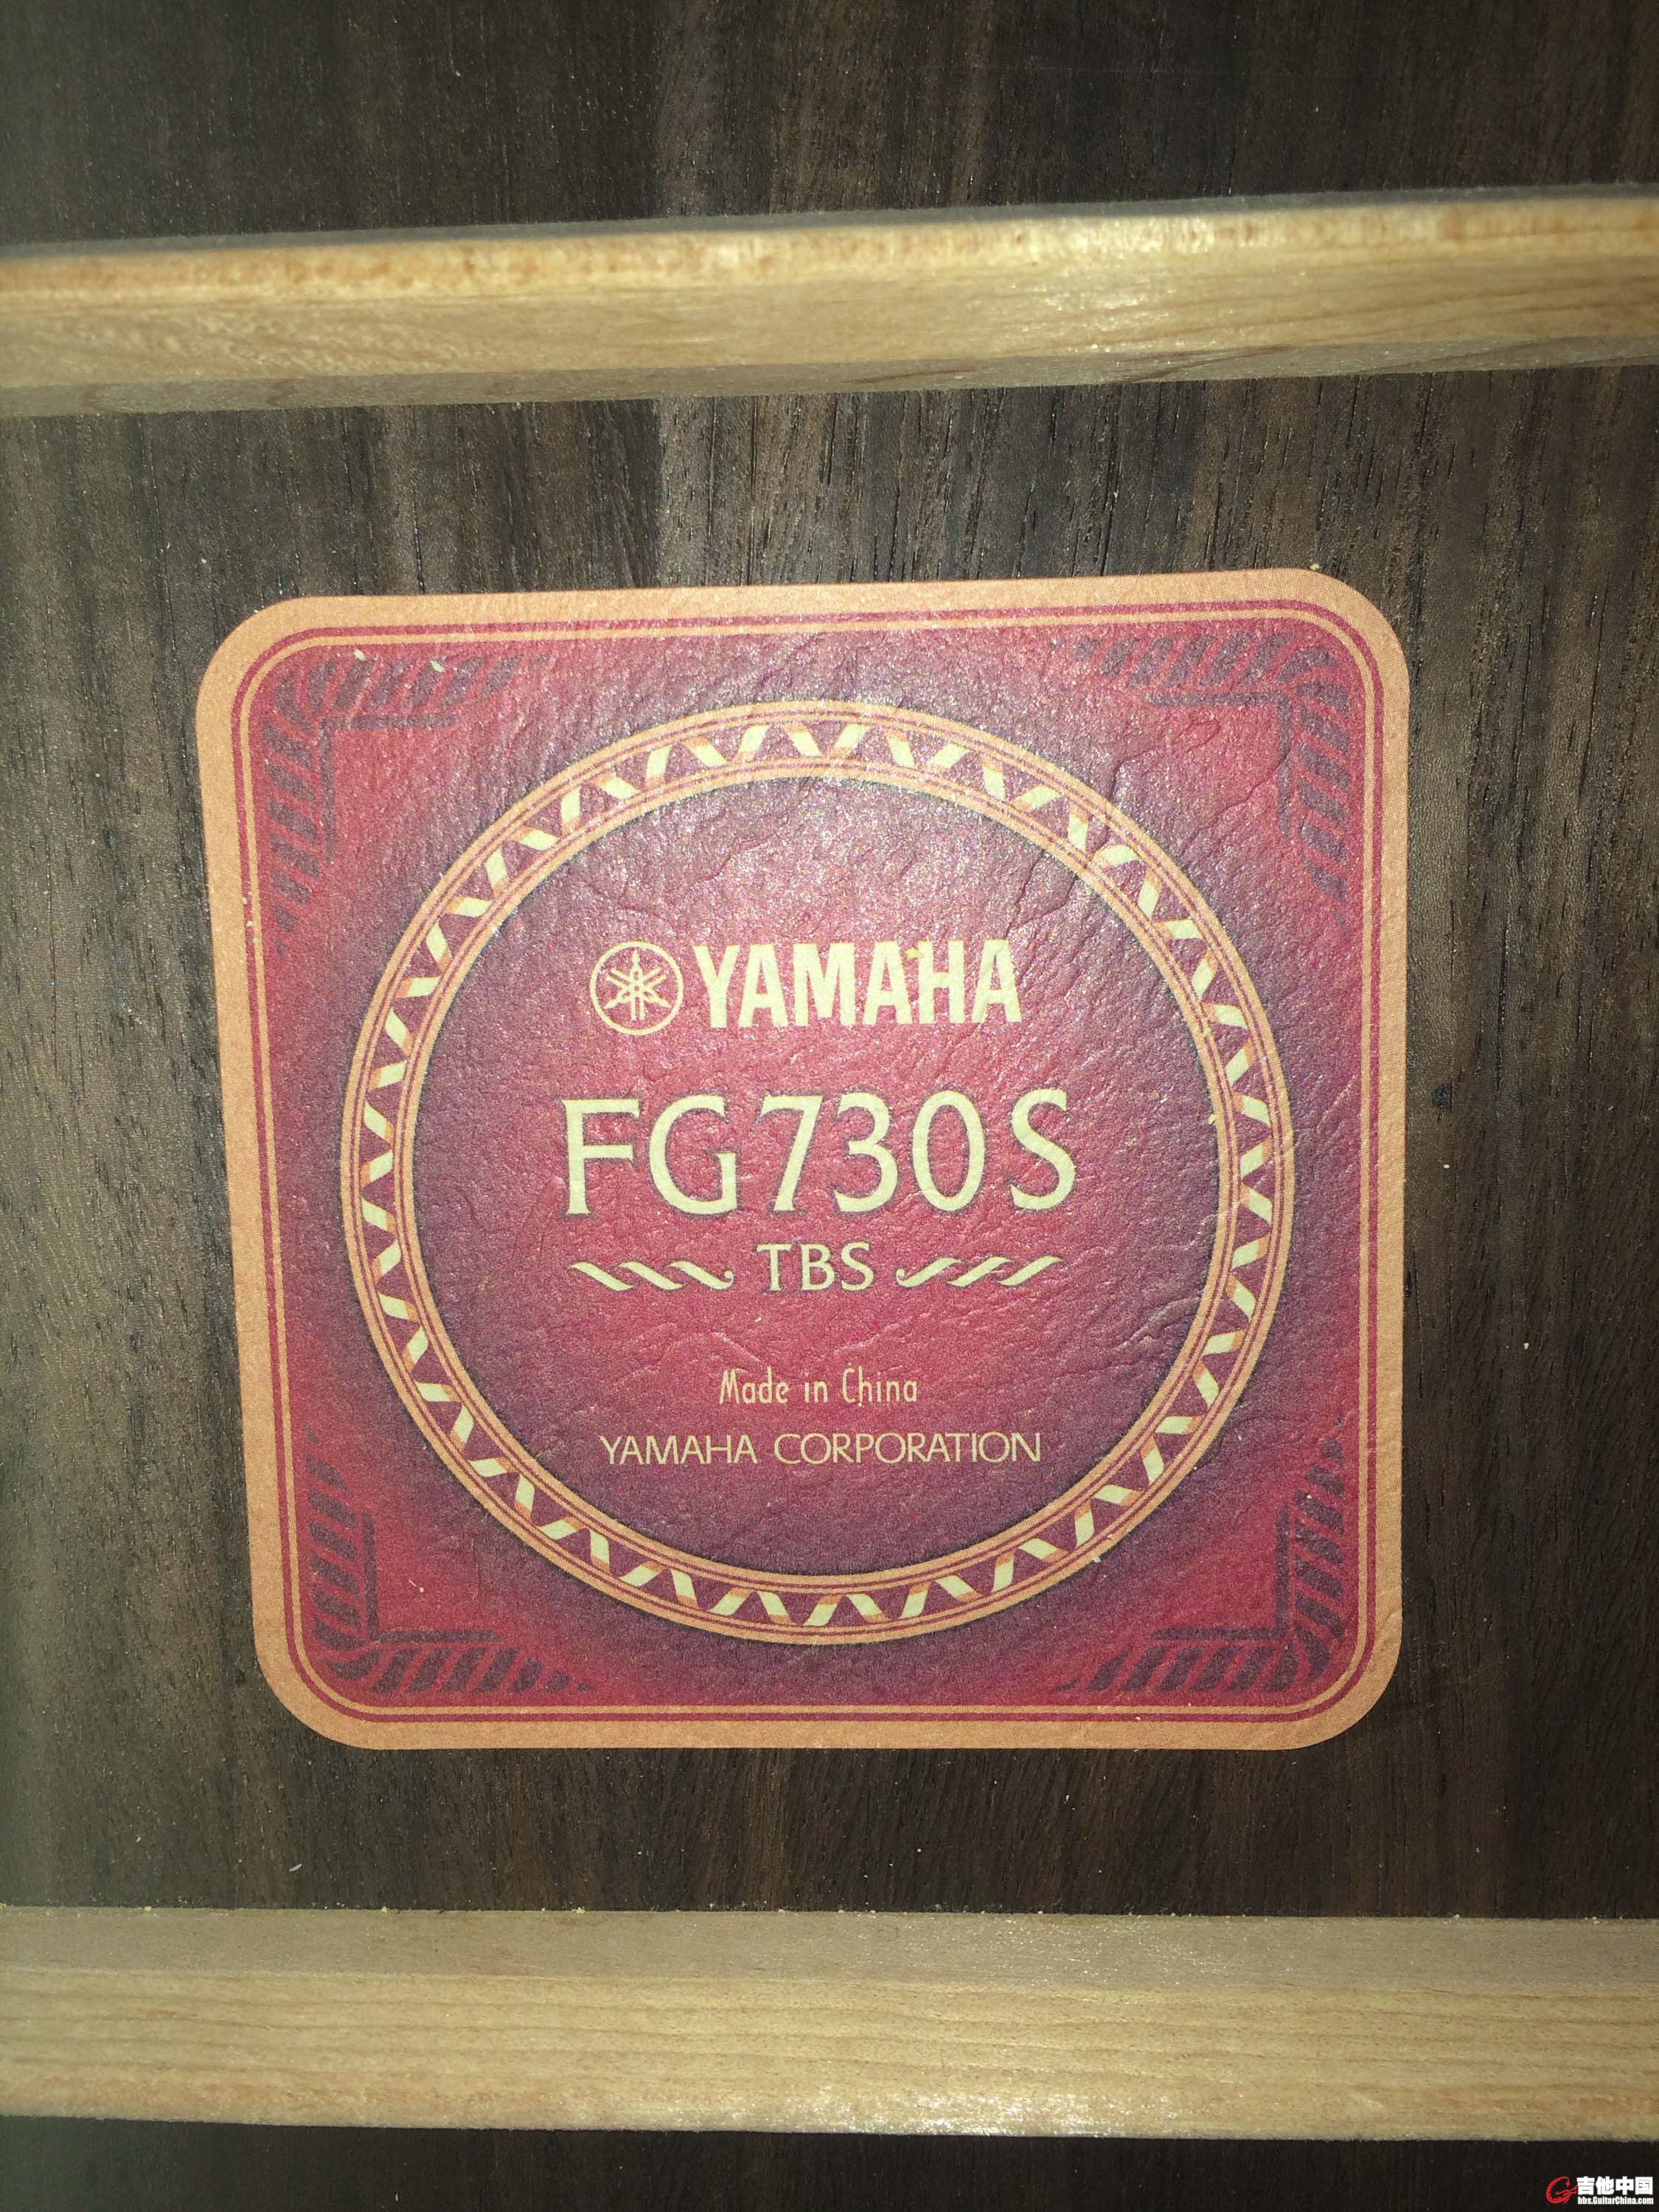 YAMAHA
FG730S
TBS
Made in China
YAMAHA CORPORATION
吉他中国
bbs.GuitarChina.com